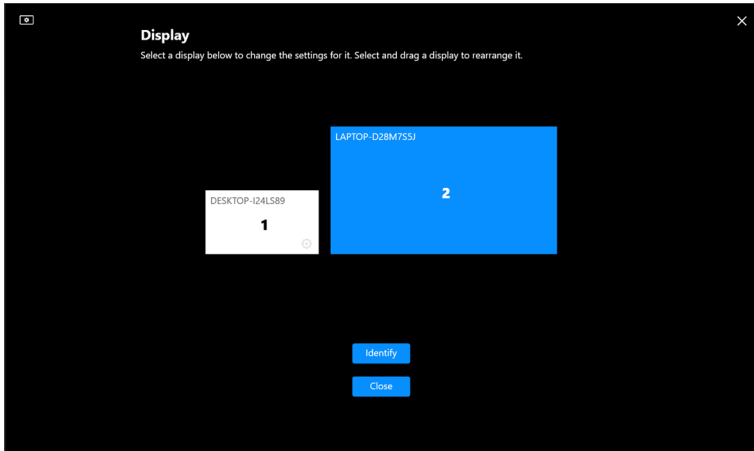 Display
Select a display below to change the settings for it. Select and drag a display to rearrange it.
LAPTOP-D28M7S5J
2
DESKTOP-I24LS89
1
Identify
Close